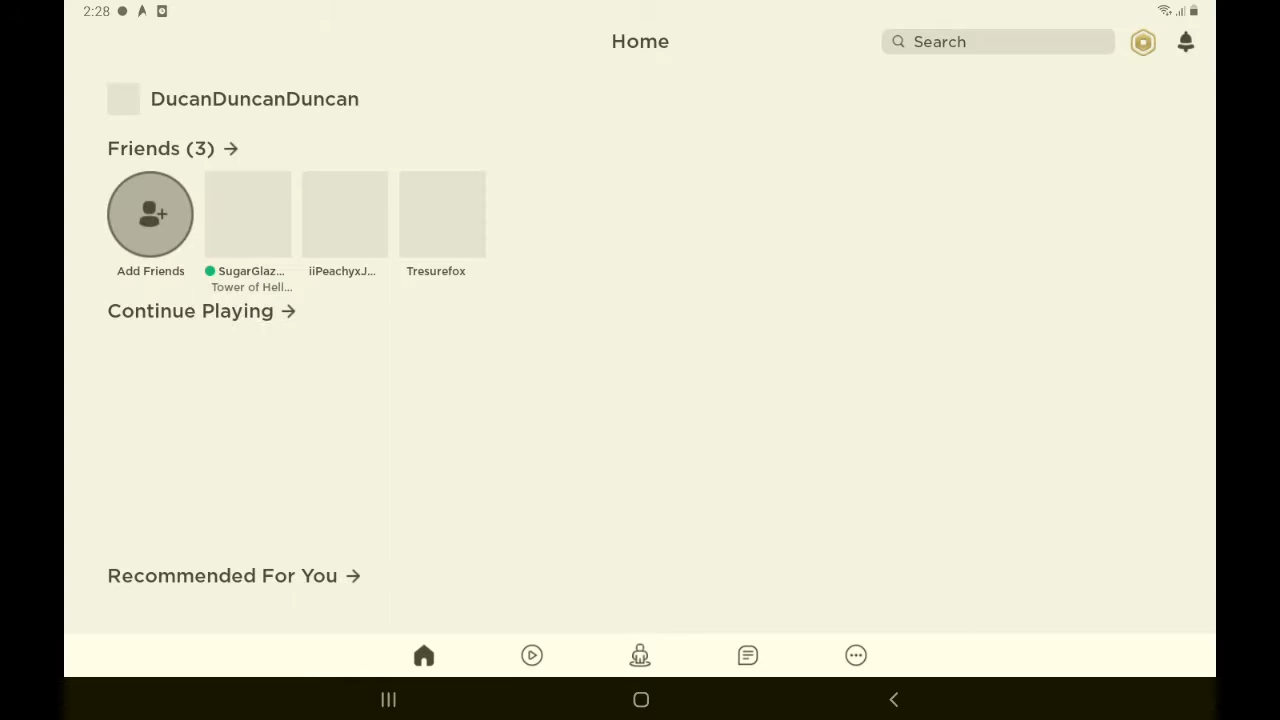 2:28
Home
Search
DucanDuncanDuncan
Friends (3)
Add Friends
SugarGlaz...
iiPeachyxJ...
Tresurefox
Tower of Hell...
Continue Playing
Recommended For You